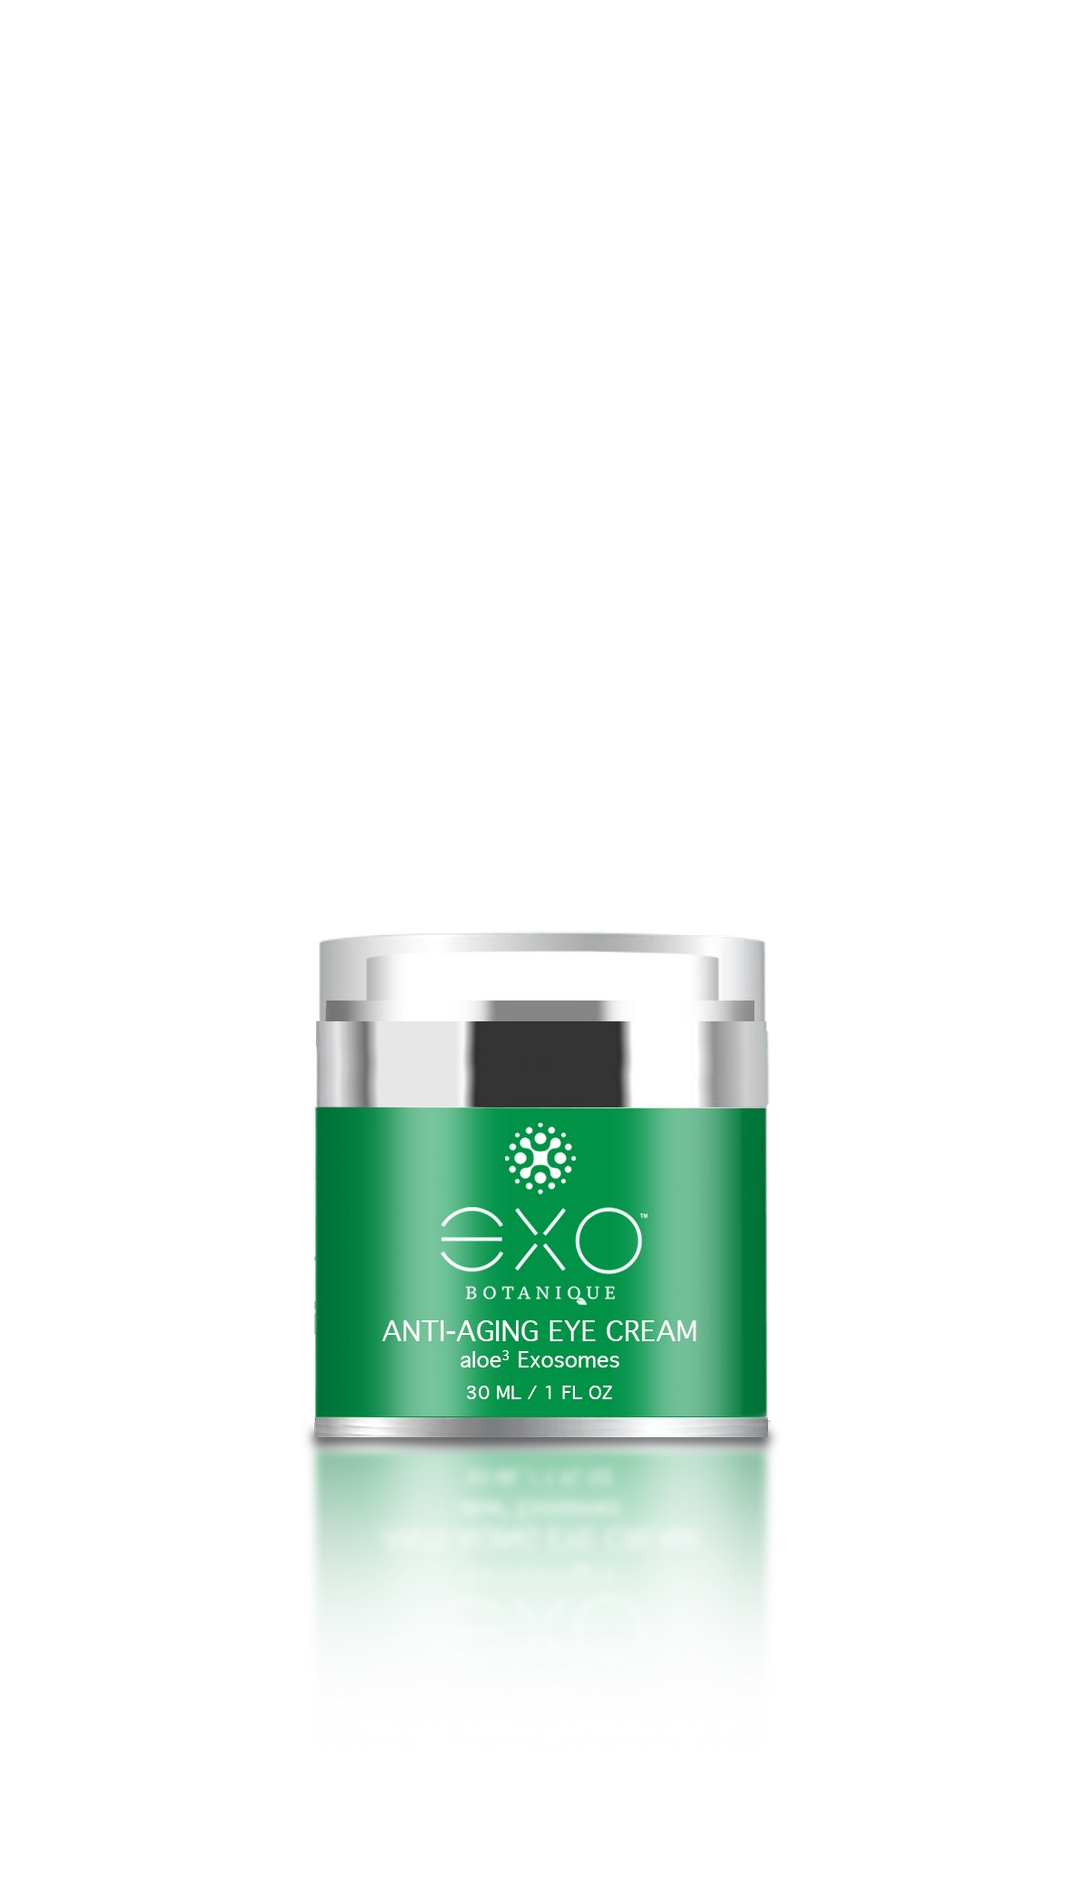 exo™
BOTANIQUE
ANTI-AGING EYE CREAM
aloe³ Exosomes
30 ML / 1 FL OZ